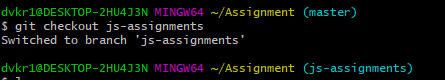 dvkr1@DESKTOP-2HU4J3N MINGW64 ~/Assignment (master)
$ git checkout js-assignments
Switched to branch 'js-assignments'
dvkr1@DESKTOP-2HU4J3N MINGW64 ~/Assignment (js-assignments)